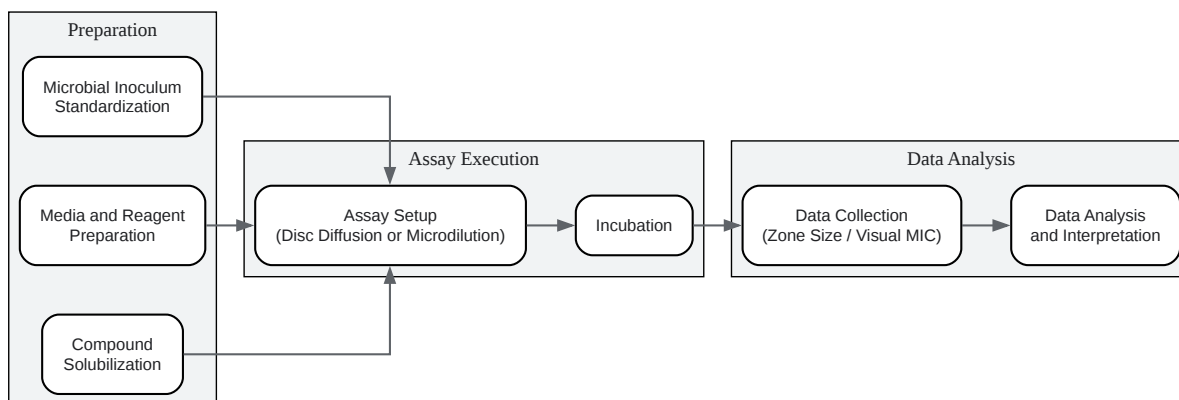 Preparation
Microbial Inoculum
Standardization
Media and Reagent
Preparation
Compound
Solubilization
Assay Execution
Assay Setup
(Disc Diffusion or Microdilution)
Incubation
Data Analysis
Data Collection
(Zone Size / Visual MIC)
Data Analysis
and Interpretation